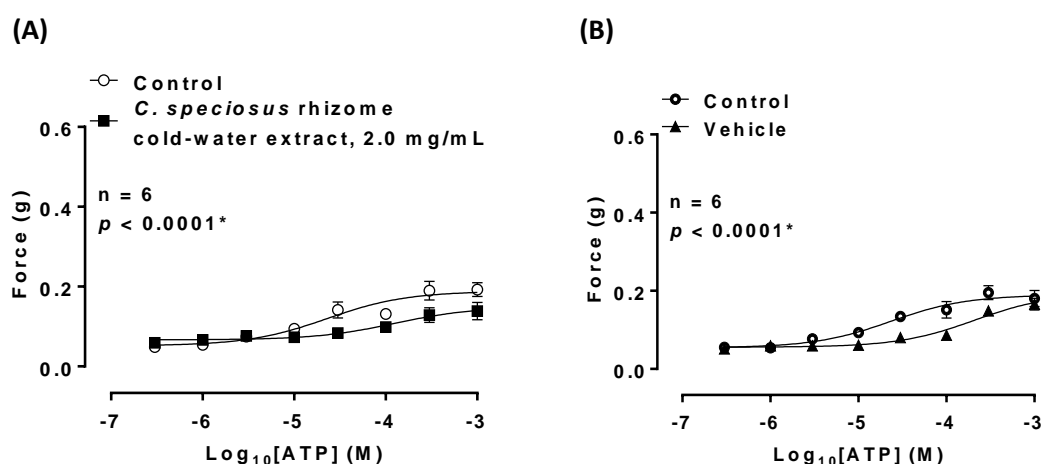 (A)
Control
C. speciosus rhizome
cold-water extract, 2.0 mg/mL
0.6
0.4
0.2
0.0
Force (g)
n = 6
p < 0.0001*
-7
-6
-5
-4
-3
Log10[ATP] (M)
(B)
Control
Vehicle
0.6
0.4
0.2
0.0
Force (g)
n = 6
p < 0.0001*
-7
-6
-5
-4
-3
Log10[ATP] (M)